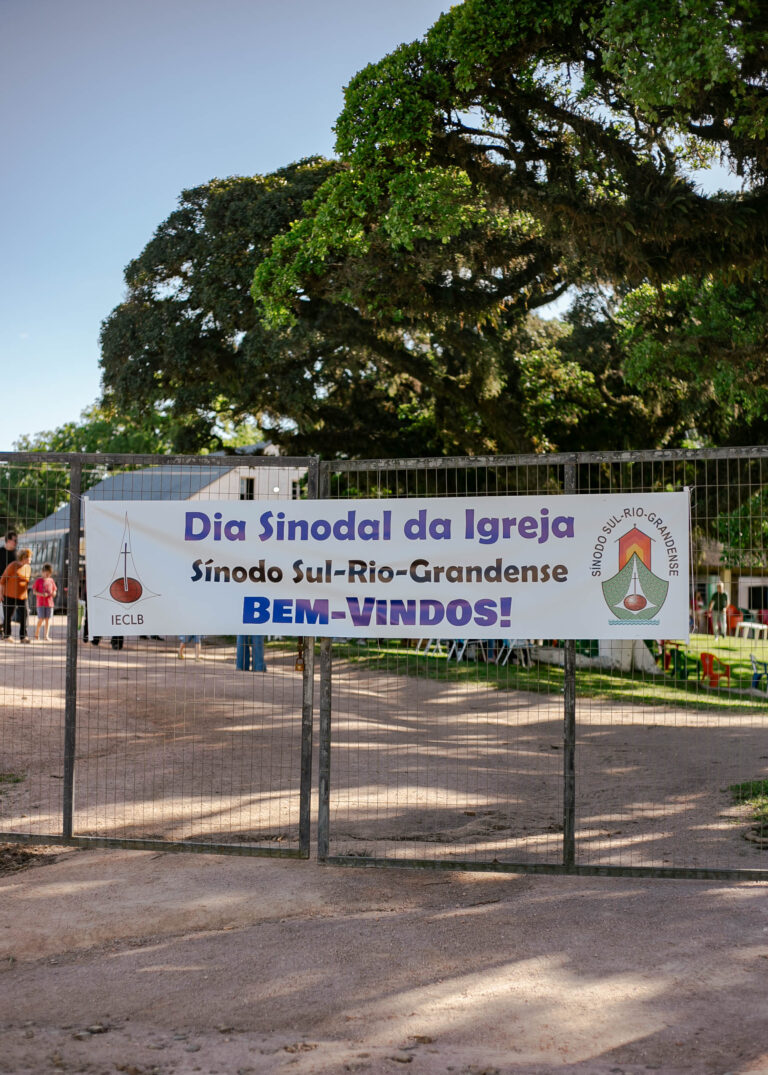 Dia Sinodal da Igreja
Sínodo Sul-Rio-Grandense
BEM-VINDOS!
IECLB
SÍNODO SUL-RIO-GRANDENSE